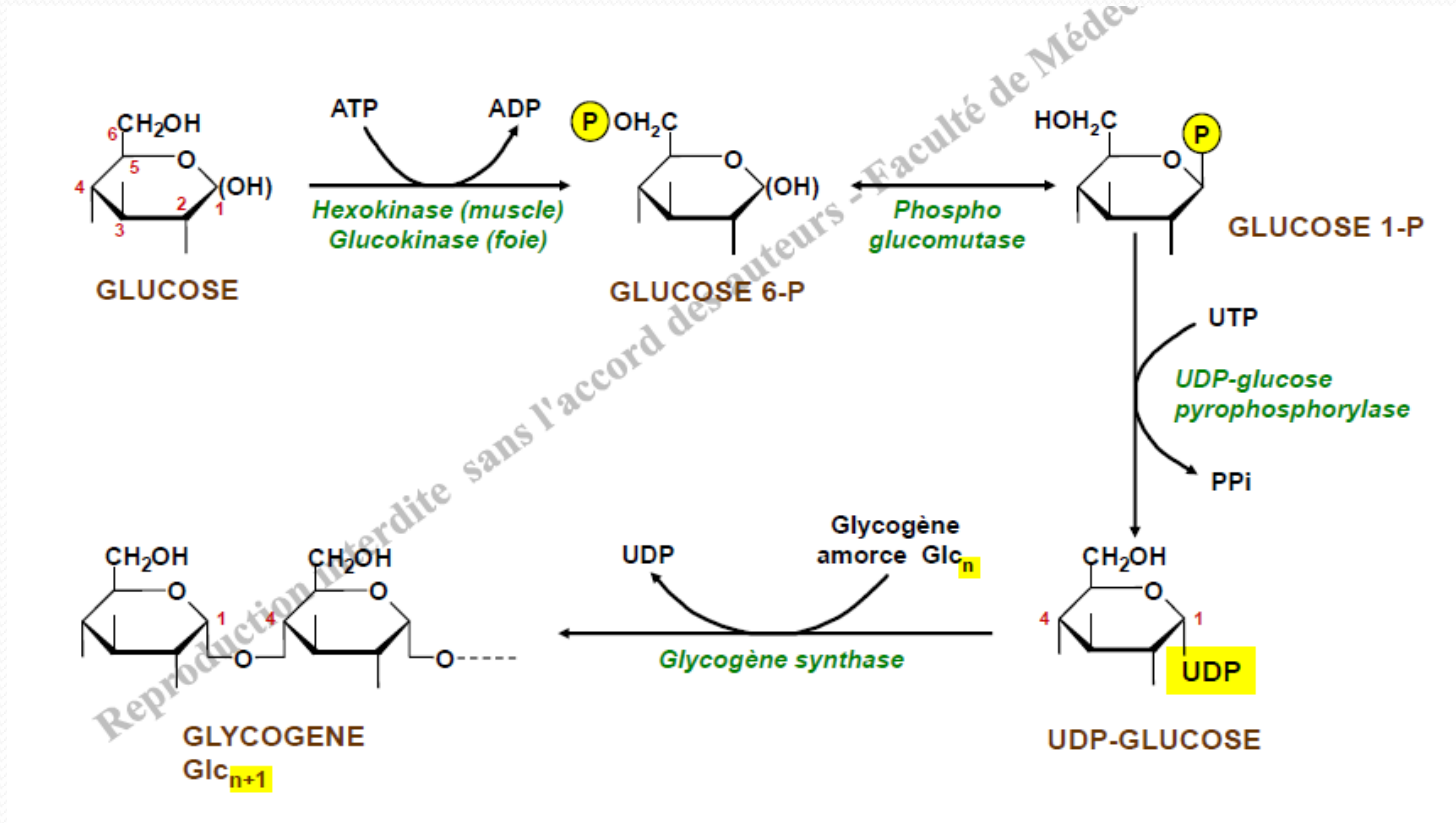 Reproduction interdite sans l'accord des auteurs - Faculté de
6
CH₂OH
O
5
4
(OH)
2
1
3
GLUCOSE
ATP
ADP
Hexokinase (muscle)
Glucokinase (foie)
P OH₂C
O
(OH)
GLUCOSE 6-P
Phospho
glucomutase
HOH₂C
P
O
GLUCOSE 1-P
UTP
UDP-glucose
pyrophosphorylase
PPi
CH₂OH
O
4
1
UDP
UDP-GLUCOSE
Glycogène
amorce Glcₙ
UDP
Glycogène synthase
CH₂OH
CH₂OH
O
O
1
4
O
O
GLYCOGENE
Glcₙ₊₁